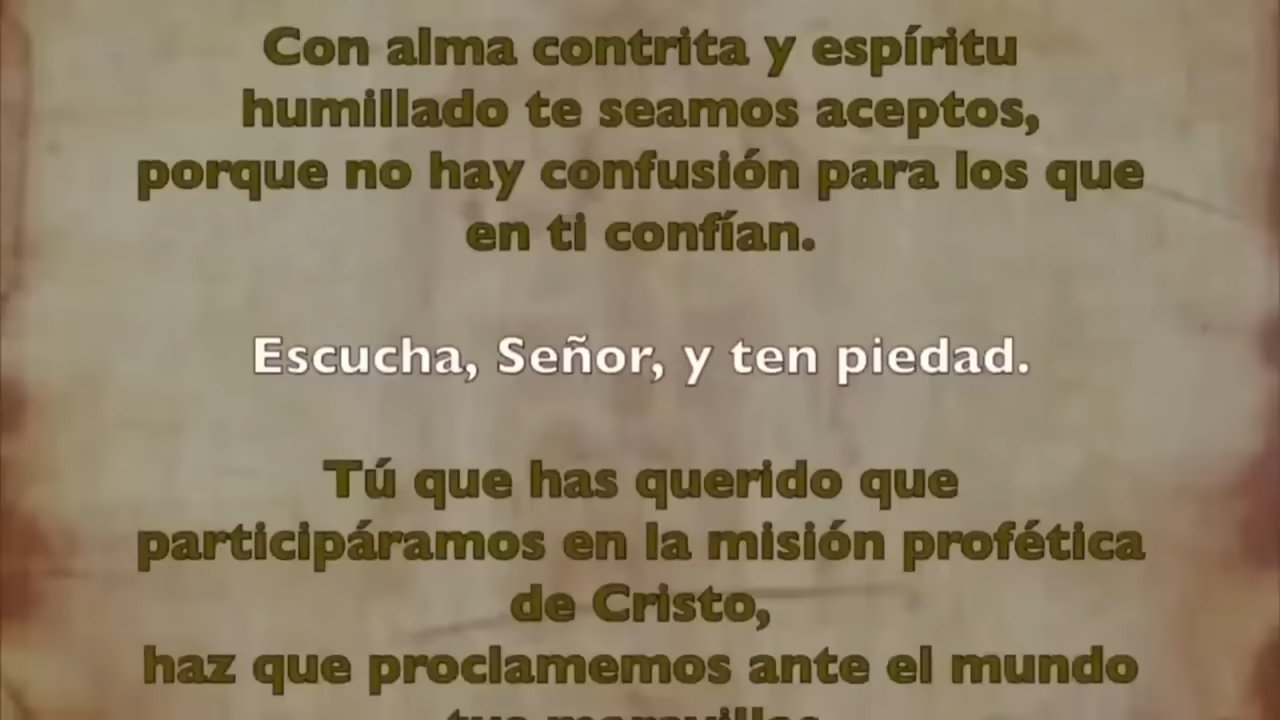 Con alma contrita y espíritu
humillado te seamos aceptos,
porque no hay confusión para los que
en ti confían.
Escucha, Señor, y ten piedad.
Tú que has querido que
participáramos en la misión profética
de Cristo,
haz que proclamemos ante el mundo